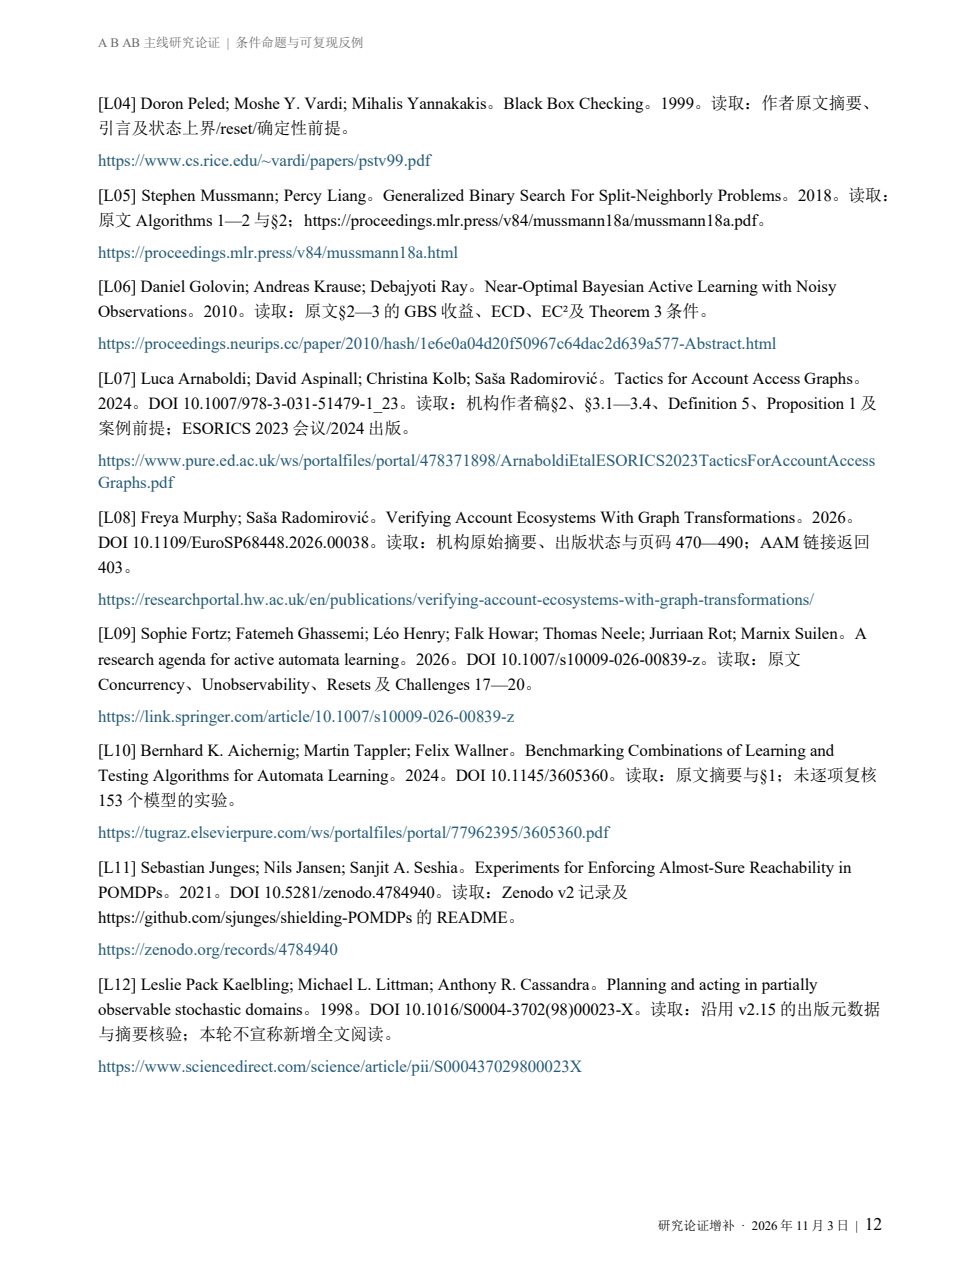 A B AB 主线研究论证 | 条件命题与可复现反例
[L04] Doron Peled; Moshe Y. Vardi; Mihalis Yannakakis。Black Box Checking。1999。读取：作者原文摘要、
引言及状态上界/reset/确定性前提。
https://www.cs.rice.edu/~vardi/papers/pstv99.pdf
[L05] Stephen Mussmann; Percy Liang。Generalized Binary Search For Split-Neighborly Problems。2018。读取：
原文 Algorithms 1—2 与§2；https://proceedings.mlr.press/v84/mussmann18a/mussmann18a.pdf。
https://proceedings.mlr.press/v84/mussmann18a.html
[L06] Daniel Golovin; Andreas Krause; Debajyoti Ray。Near-Optimal Bayesian Active Learning with Noisy
Observations。2010。读取：原文§2—3 的 GBS 收益、ECD、EC²及 Theorem 3 条件。
https://proceedings.neurips.cc/paper/2010/hash/1e6e0a04d20f50967c64dac2d639a577-Abstract.html
[L07] Luca Arnaboldi; David Aspinall; Christina Kolb; Saša Radomirović。Tactics for Account Access Graphs。
2024。DOI 10.1007/978-3-031-51479-1_23。读取：机构作者稿§2、§3.1—3.4、Definition 5、Proposition 1 及
案例前提；ESORICS 2023 会议/2024 出版。
https://www.pure.ed.ac.uk/ws/portalfiles/portal/478371898/ArnaboldiEtalESORICS2023TacticsForAccountAccess
Graphs.pdf
[L08] Freya Murphy; Saša Radomirović。Verifying Account Ecosystems With Graph Transformations。2026。
DOI 10.1109/EuroSP68448.2026.00038。读取：机构原始摘要、出版状态与页码 470—490；AAM 链接返回
403。
https://researchportal.hw.ac.uk/en/publications/verifying-account-ecosystems-with-graph-transformations/
[L09] Sophie Fortz; Fatemeh Ghassemi; Léo Henry; Falk Howar; Thomas Neele; Jurriaan Rot; Marnix Suilen。A
research agenda for active automata learning。2026。DOI 10.1007/s10009-026-00839-z。读取：原文
Concurrency、Unobservability、Resets 及 Challenges 17—20。
https://link.springer.com/article/10.1007/s10009-026-00839-z
[L10] Bernhard K. Aichernig; Martin Tappler; Felix Wallner。Benchmarking Combinations of Learning and
Testing Algorithms for Automata Learning。2024。DOI 10.1145/3605360。读取：原文摘要与§1；未逐项复核
153 个模型的实验。
https://tugraz.elsevierpure.com/ws/portalfiles/portal/77962395/3605360.pdf
[L11] Sebastian Junges; Nils Jansen; Sanjit A. Seshia。Experiments for Enforcing Almost-Sure Reachability in
POMDPs。2021。DOI 10.5281/zenodo.4784940。读取：Zenodo v2 记录及
https://github.com/sjunges/shielding-POMDPs 的 README。
https://zenodo.org/records/4784940
[L12] Leslie Pack Kaelbling; Michael L. Littman; Anthony R. Cassandra。Planning and acting in partially
observable stochastic domains。1998。DOI 10.1016/S0004-3702(98)00023-X。读取：沿用 v2.15 的出版元数据
与摘要核验；本轮不宣称新增全文阅读。
https://www.sciencedirect.com/science/article/pii/S000437029800023X
研究论证增补 · 2026 年 11 月 3 日 | 12